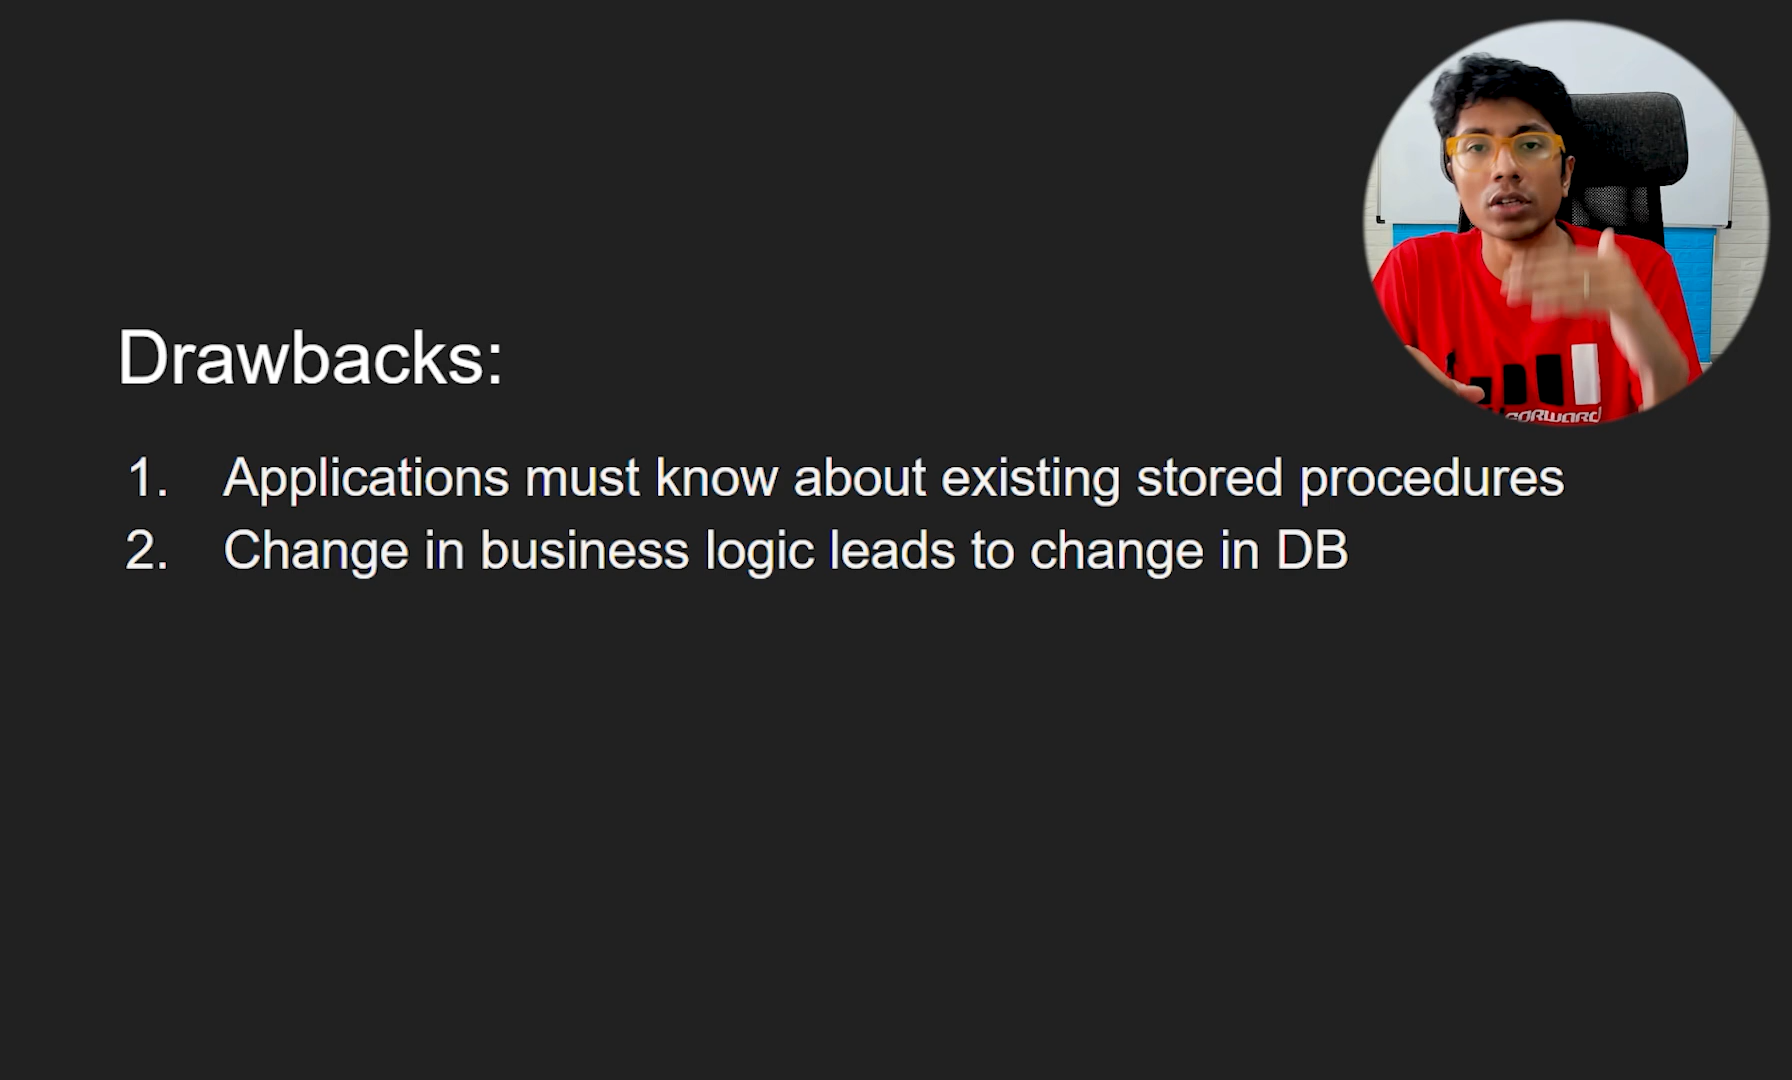 Drawbacks:
1. Applications must know about existing stored procedures
2. Change in business logic leads to change in DB